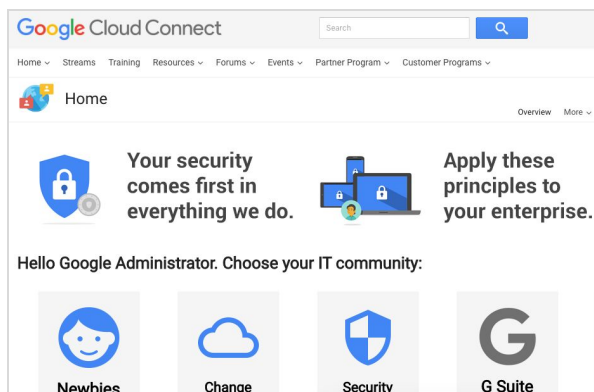 Google Cloud Connect
Search
Home Streams Training Resources Forums Events Partner Program Customer Programs
Home
Overview More
Your security
comes first in
everything we do.
Apply these
principles to
your enterprise.
Hello Google Administrator. Choose your IT community:
Newbies
Change
Security
G Suite